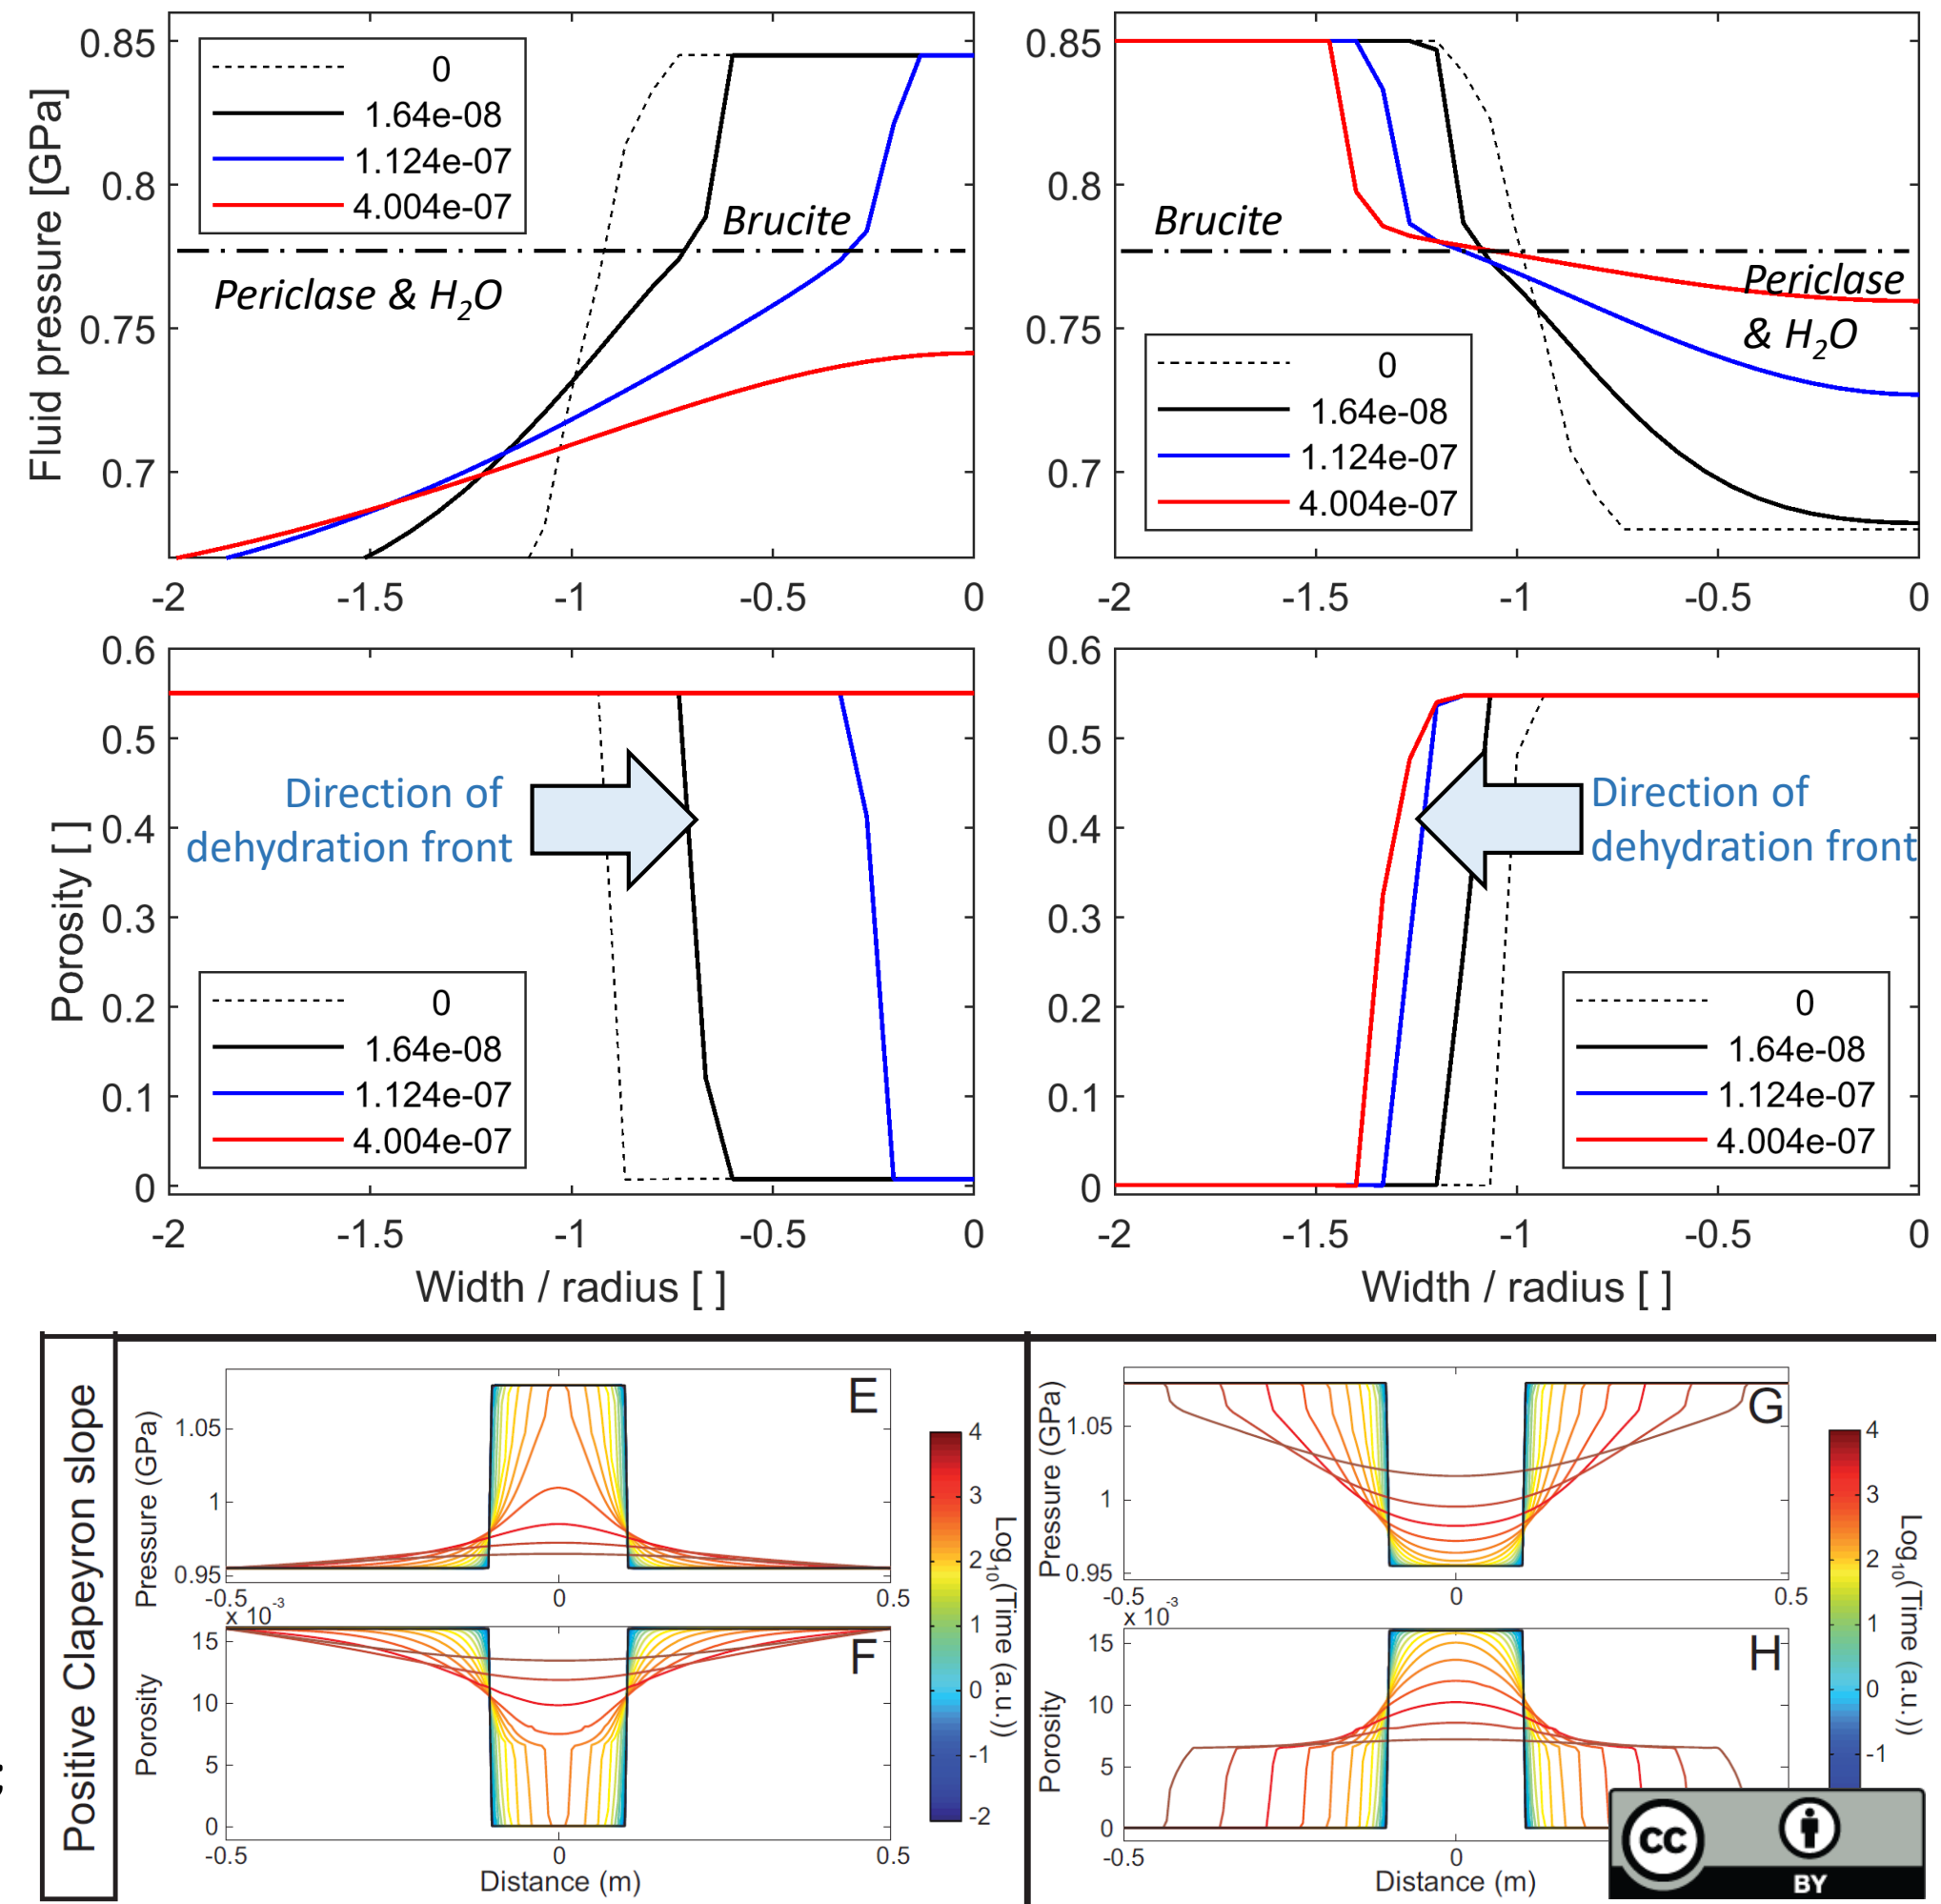 Fluid pressure [GPa]
0.85
0.8
0.75
0.7
0
1.64e-08
1.124e-07
4.004e-07
Brucite
Periclase & H2O
-2 -1.5 -1 -0.5 0
0.85
0.8
0.75
0.7
Brucite
Periclase
& H2O
0
1.64e-08
1.124e-07
4.004e-07
-2 -1.5 -1 -0.5 0
Porosity [ ]
0.6
0.5
0.4
0.3
0.2
0.1
0
Direction of
dehydration front
0
1.64e-08
1.124e-07
4.004e-07
-2 -1.5 -1 -0.5 0
Width / radius [ ]
0.6
0.5
0.4
0.3
0.2
0.1
0
Direction of
dehydration front
0
1.64e-08
1.124e-07
4.004e-07
-2 -1.5 -1 -0.5 0
Width / radius [ ]
Positive Clapeyron slope
Pressure (GPa)
1.05
1
0.95
E
-0.5 0 0.5
x 10-3
Porosity
15
10
5
0
F
-0.5 0 0.5
Distance (m)
4
3
2
1
0
-1
-2
Log10(Time (a.u.))
Pressure (GPa)
1.05
1
0.95
G
-0.5 0 0.5
x 10-3
Porosity
15
10
5
0
H
-0.5 0
Distance (m)
4
3
2
1
0
-1
Log10(Time (a.u.))
CC
BY